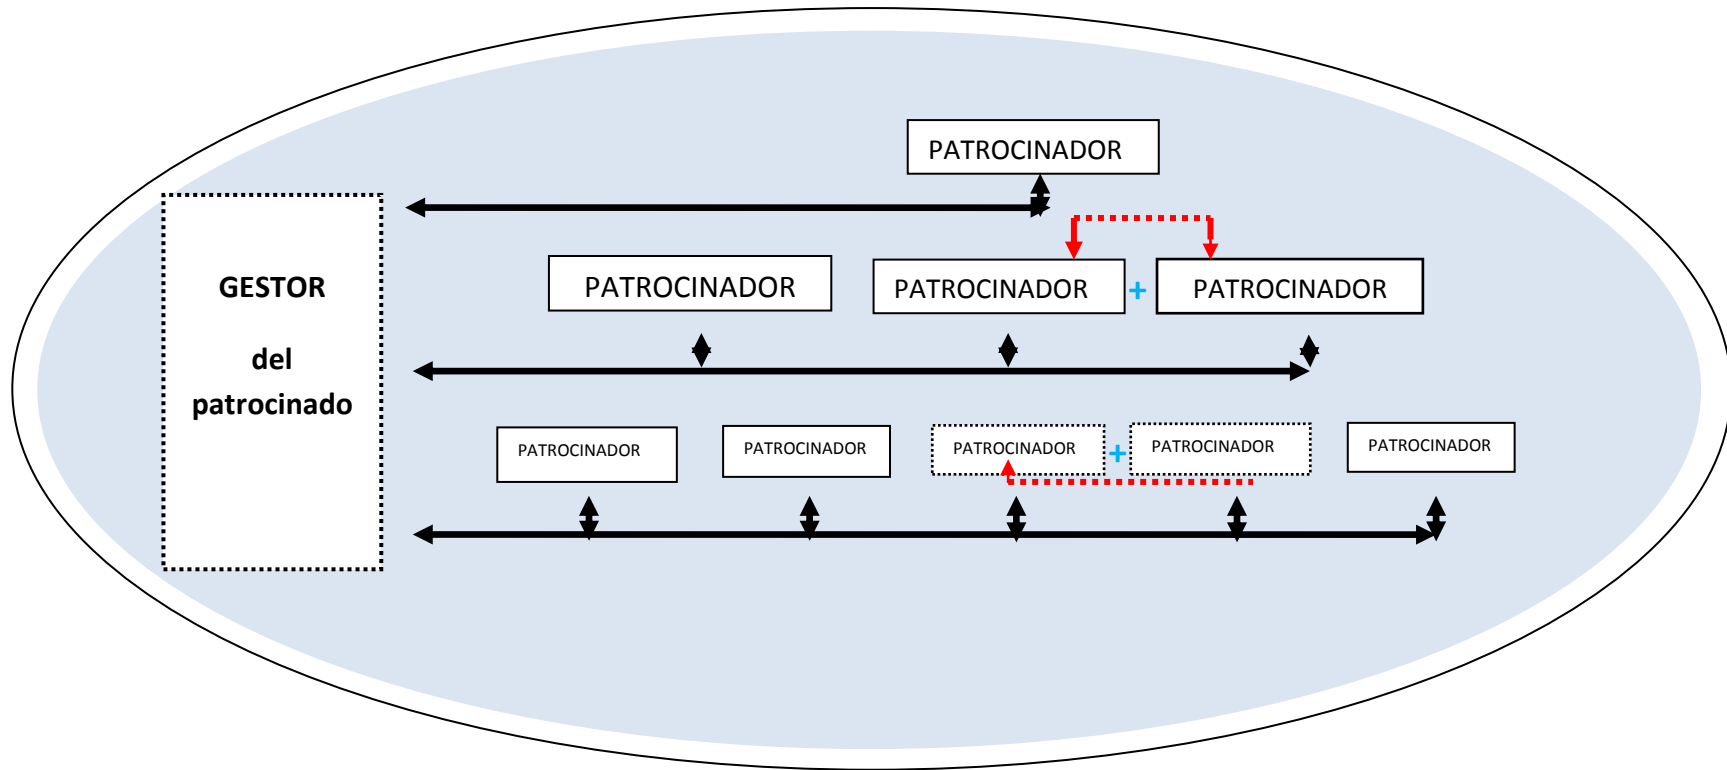 PATROCINADOR
GESTOR
del
patrocinado
PATROCINADOR
PATROCINADOR
+
PATROCINADOR
PATROCINADOR
PATROCINADOR
PATROCINADOR
+
PATROCINADOR
PATROCINADOR